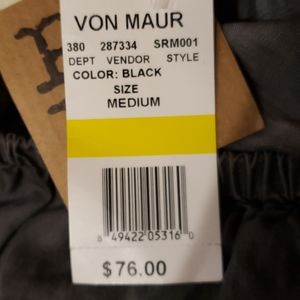 VON MAUR
380 287334 SRM001
DEPT VENDOR STYLE
COLOR: BLACK
SIZE
MEDIUM
8 49422 05316 0
$76.00